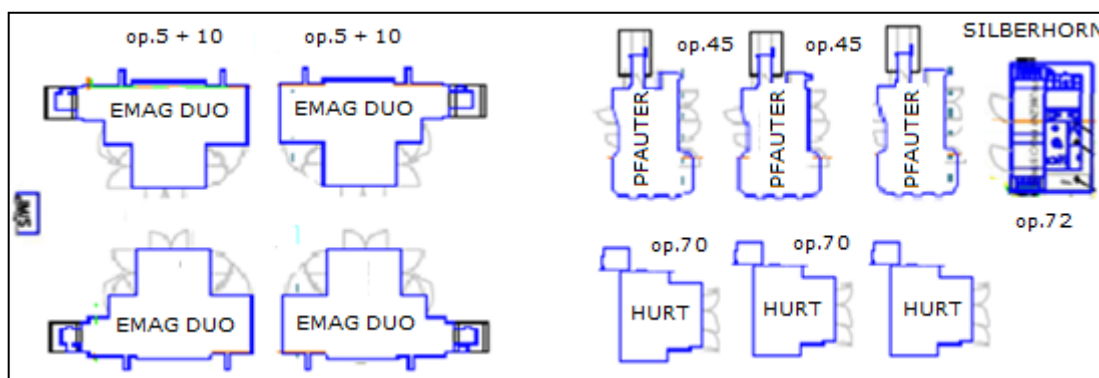 op.5 + 10
op.5 + 10
op.45
op.45
SILBERHORN
EMAG DUO
EMAG DUO
PFAUTER
PFAUTER
PFAUTER
op.72
op.70
op.70
EMAG DUO
EMAG DUO
HURT
HURT
HURT